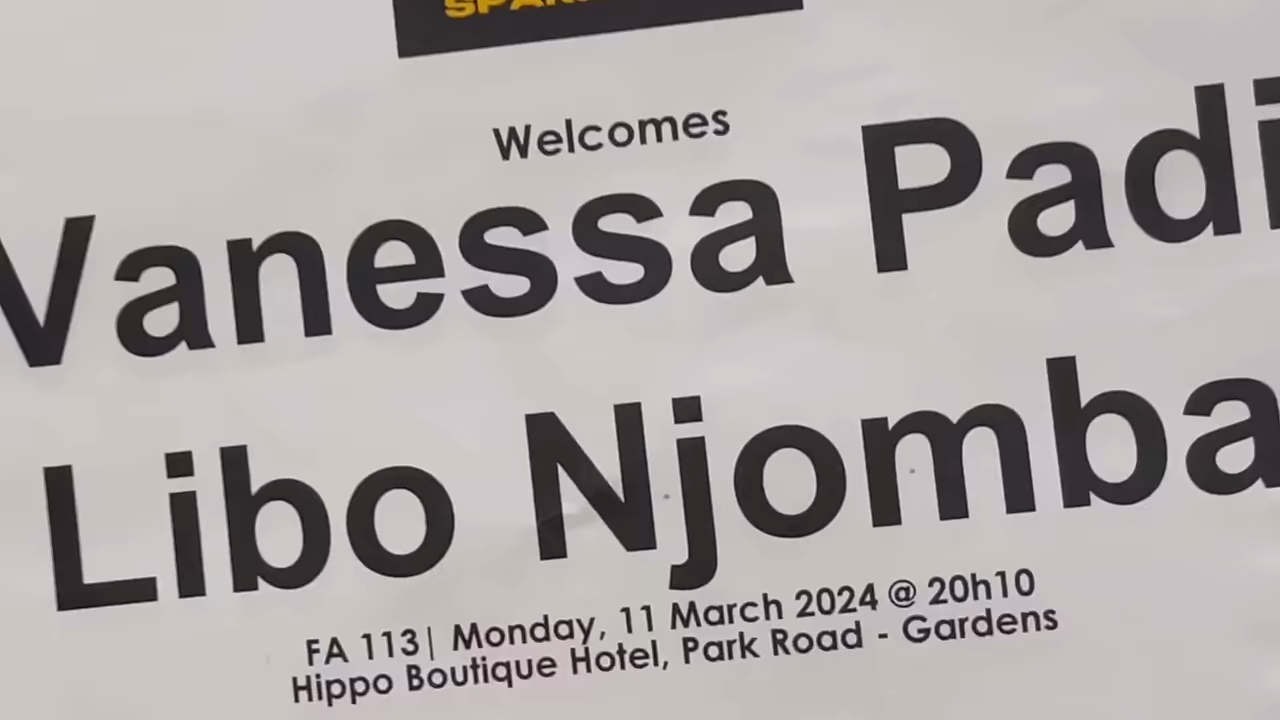 Welcomes
Vanessa Padi
Libo Njomba
FA 113| Monday, 11 March 2024 @ 20h10
Hippo Boutique Hotel, Park Road - Gardens